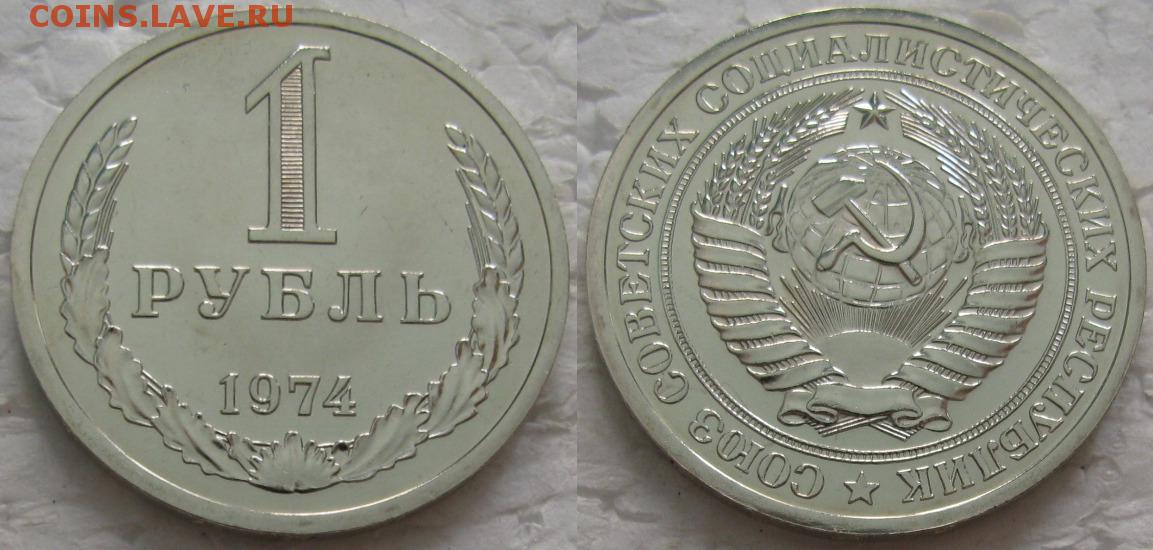 COINS.LAVE.RU
1
РУБЛЬ
1974
СОЮЗ СОВЕТСКИХ СОЦИАЛИСТИЧЕСКИХ РЕСПУБЛИК